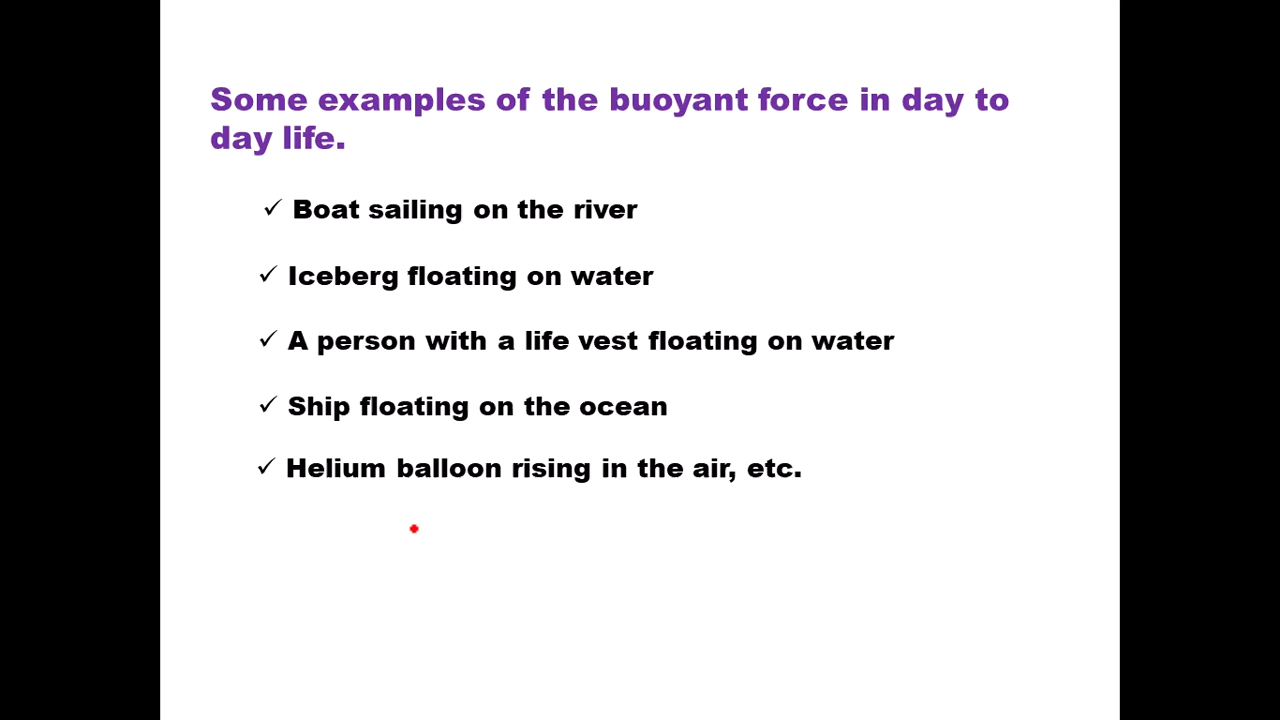 Some examples of the buoyant force in day to
day life.
✓ Boat sailing on the river
✓ Iceberg floating on water
✓ A person with a life vest floating on water
✓ Ship floating on the ocean
✓ Helium balloon rising in the air, etc.